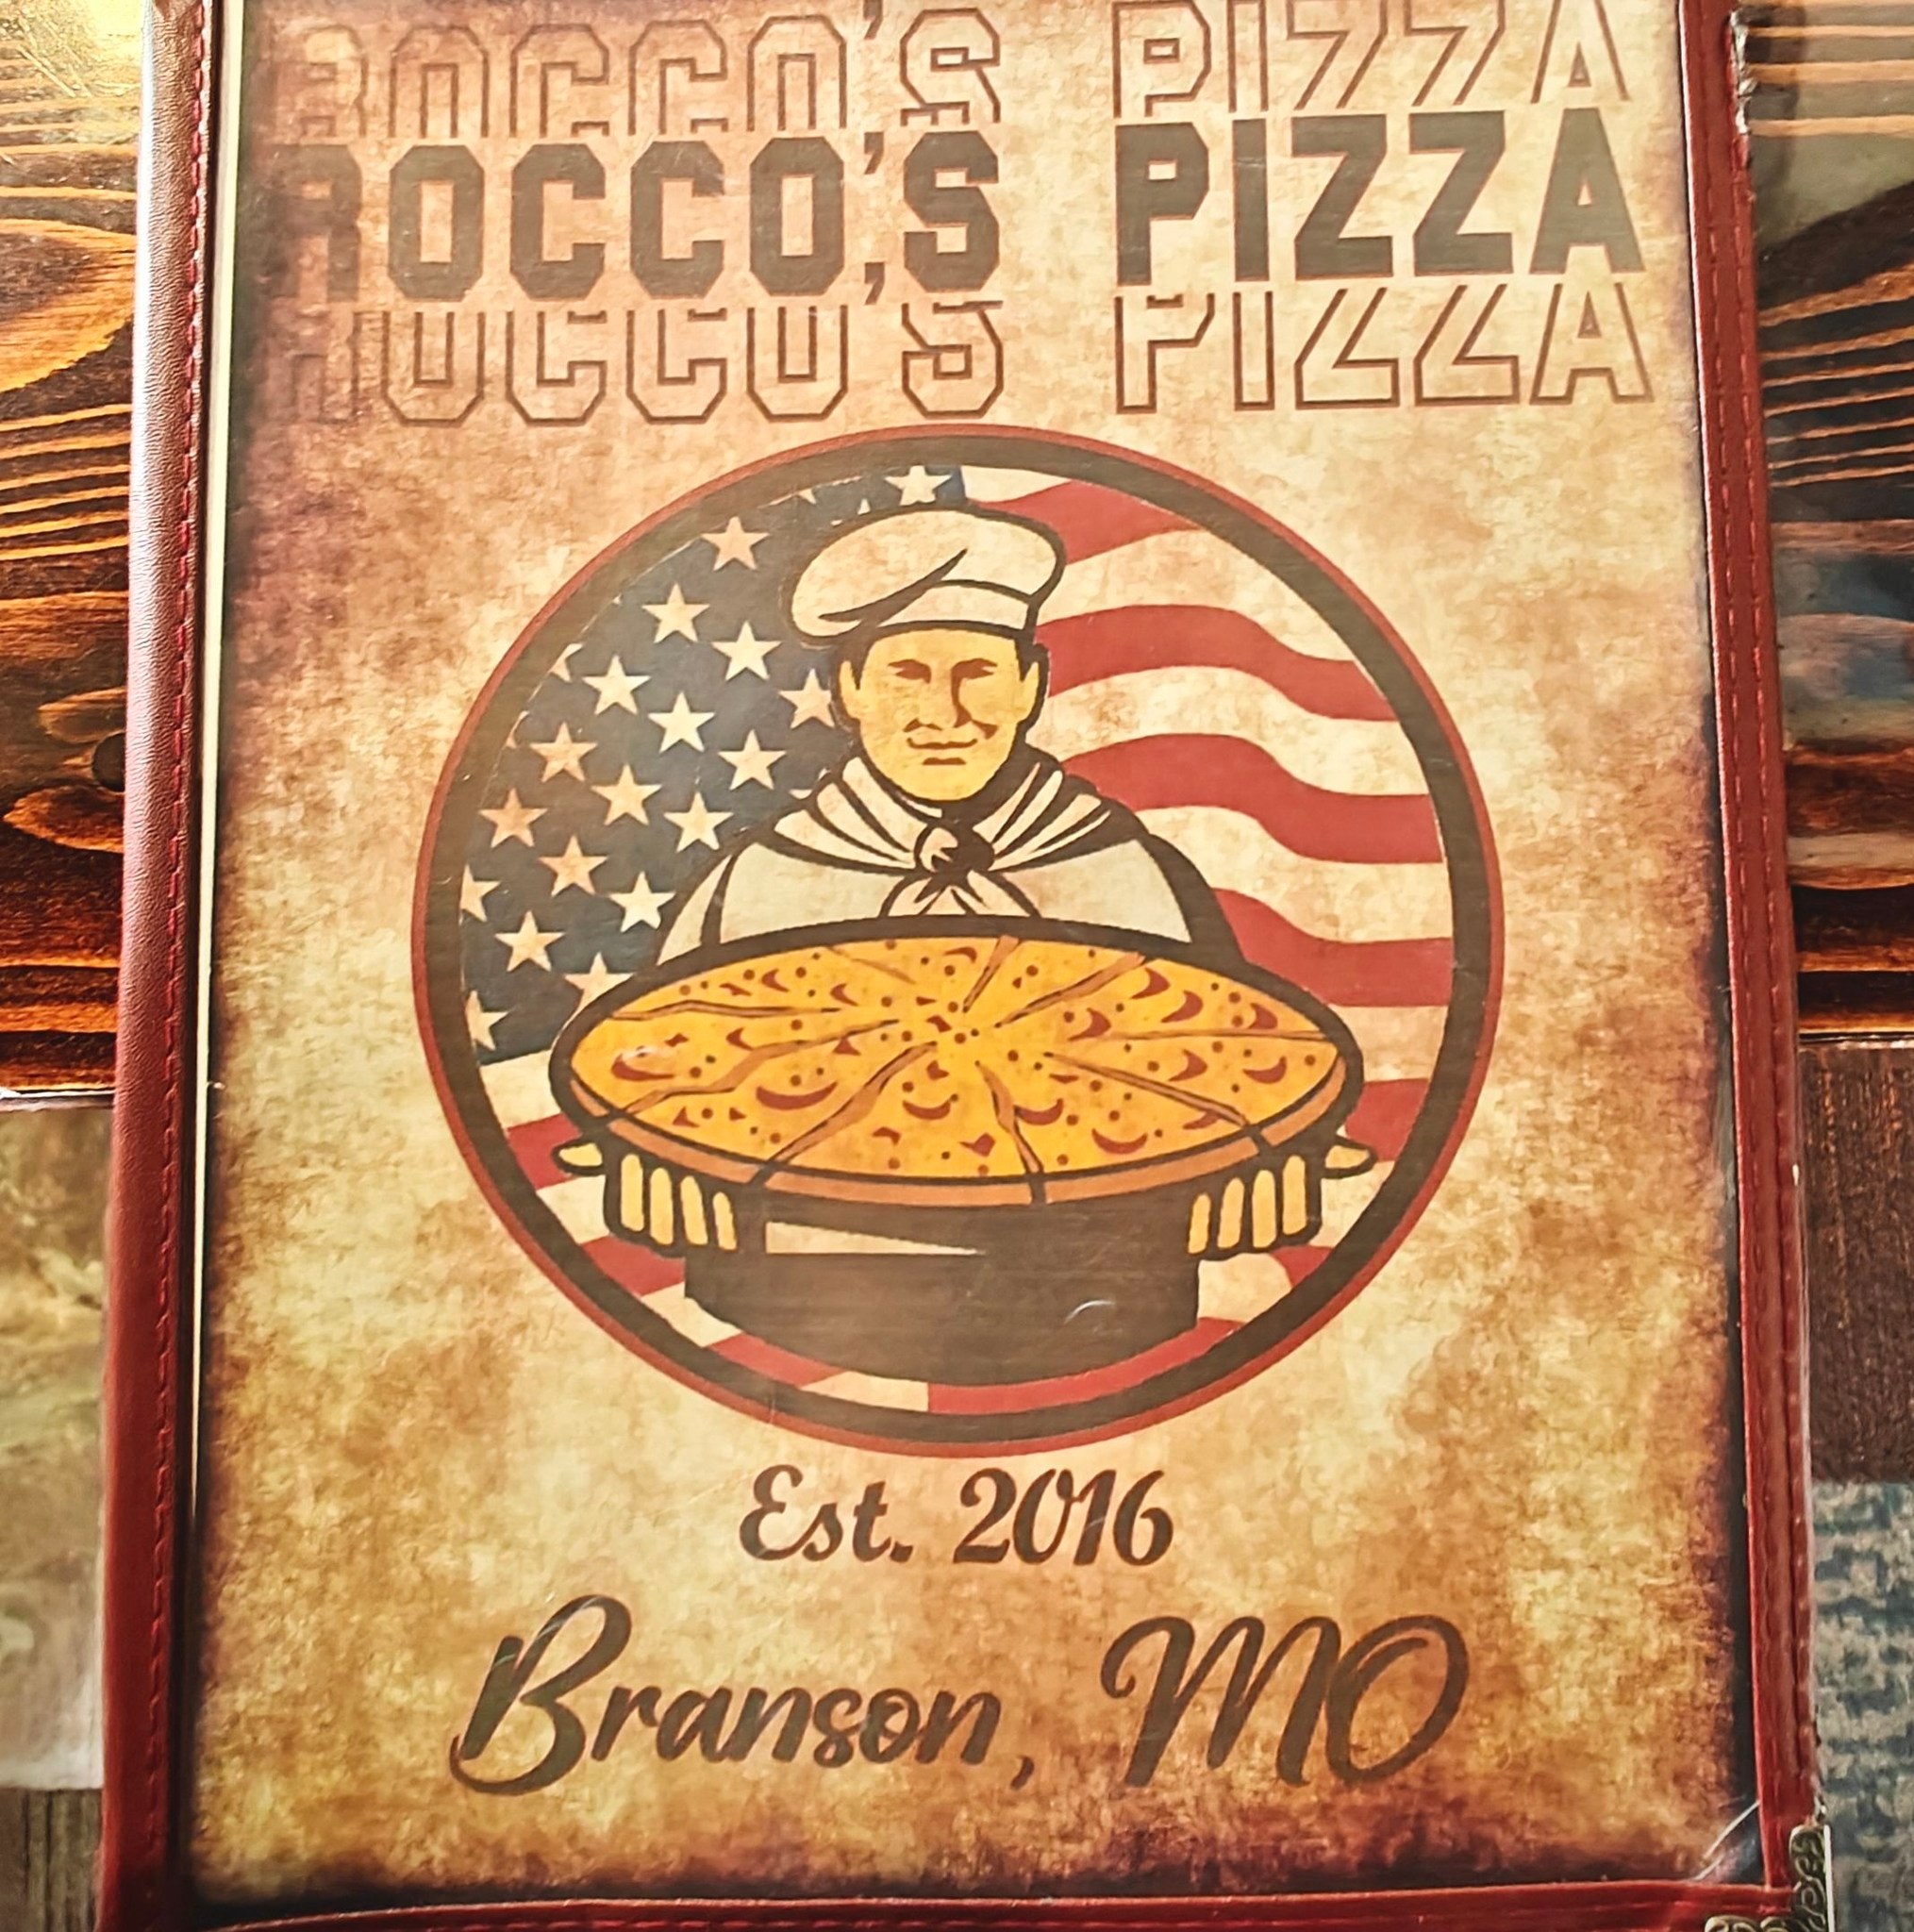 ROCCO'S PIZZA
ROCCO'S PIZZA
ROCCO'S PIZZA
Est. 2016
Branson, MO